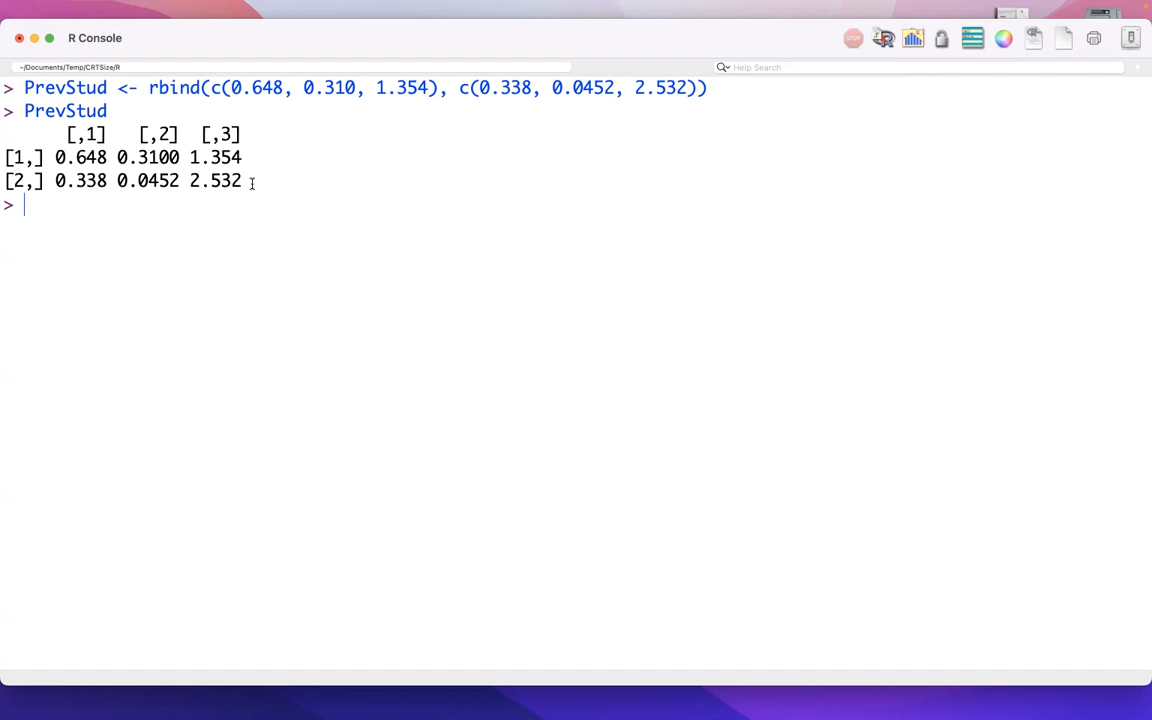 R Console
STOP
~/Documents/Temp/CRTSize/R
Help Search
> PrevStud <- rbind(c(0.648, 0.310, 1.354), c(0.338, 0.0452, 2.532))
> PrevStud
[,1] [,2] [,3]
[1,] 0.648 0.3100 1.354
[2,] 0.338 0.0452 2.532
>